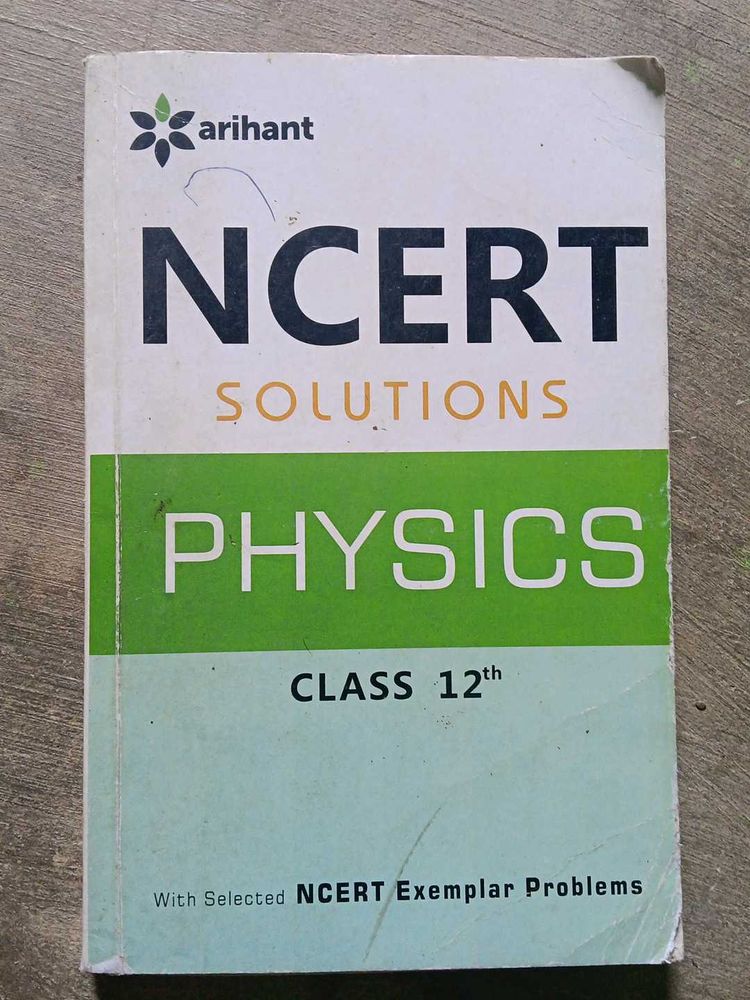 arihant
NCERT
SOLUTIONS
PHYSICS
CLASS 12th
With Selected NCERT Exemplar Problems